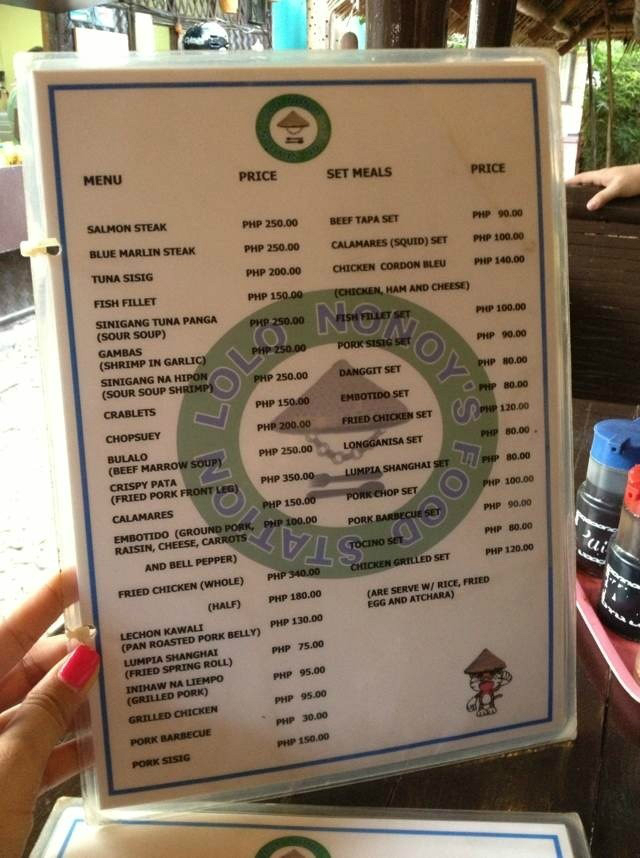 MENU PRICE
SALMON STEAK PHP 250.00
BLUE MARLIN STEAK PHP 250.00
TUNA SISIG PHP 200.00
FISH FILLET PHP 150.00
SINIGANG TUNA PANGA PHP 250.00
(SOUR SOUP)
GAMBAS PHP 250.00
(SHRIMP IN GARLIC)
SINIGANG NA HIPON PHP 250.00
(SOUR SOUP SHRIMP)
CRABLETS PHP 150.00
CHOPSUEY PHP 200.00
BULALO PHP 250.00
(BEEF MARROW SOUP)
CRISPY PATA PHP 350.00
(FRIED PORK FRONT LEG)
CALAMARES PHP 150.00
EMBOTIDO (GROUND PORK, PHP 100.00
RAISIN, CHEESE, CARROTS
AND BELL PEPPER)
FRIED CHICKEN (WHOLE) PHP 340.00
(HALF) PHP 180.00
LECHON KAWALI PHP 130.00
(PAN ROASTED PORK BELLY)
LUMPIA SHANGHAI PHP 75.00
(FRIED SPRING ROLL)
INIHAW NA LIEMPO PHP 95.00
(GRILLED PORK)
GRILLED CHICKEN PHP 95.00
PORK BARBECUE PHP 30.00
PORK SISIG PHP 150.00
SET MEALS PRICE
BEEF TAPA SET PHP 90.00
CALAMARES (SQUID) SET PHP 100.00
CHICKEN CORDON BLEU PHP 140.00
(CHICKEN, HAM AND CHEESE)
FISH FILLET SET PHP 100.00
PORK SISIG SET PHP 90.00
DANGGIT SET PHP 80.00
EMBOTIDO SET PHP 80.00
FRIED CHICKEN SET PHP 120.00
LONGGANISA SET PHP 80.00
LUMPIA SHANGHAI SET PHP 80.00
PORK CHOP SET PHP 100.00
PORK BARBECUE SET PHP 90.00
TOCINO SET PHP 80.00
CHICKEN GRILLED SET PHP 120.00
(ARE SERVE W/ RICE, FRIED
EGG AND ATCHARA)
LOLO NONOY'S FOOD STATION